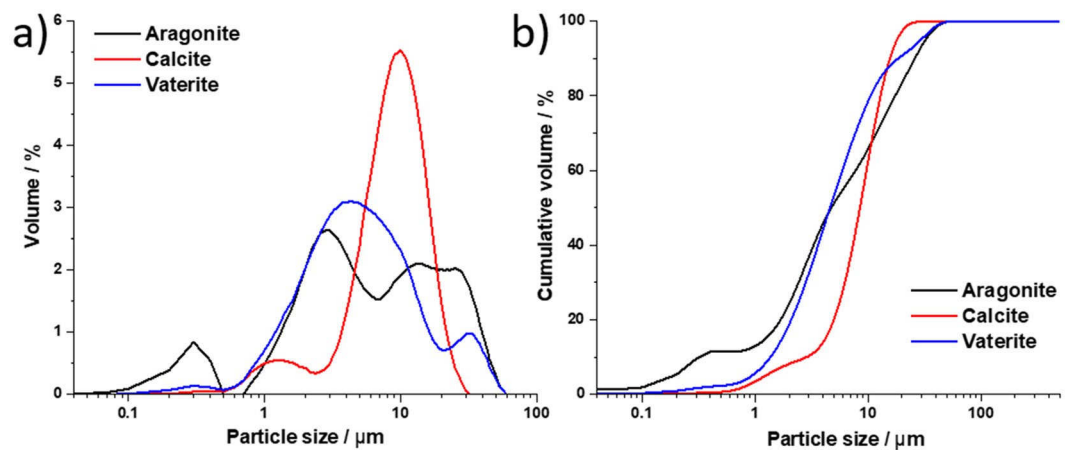 a)
Aragonite
Calcite
Vaterite
Volume / %
6
5
4
3
2
1
0
0.1 1 10 100
Particle size / µm
b)
Aragonite
Calcite
Vaterite
Cumulative volume / %
100
80
60
40
20
0
0.1 1 10 100
Particle size / µm